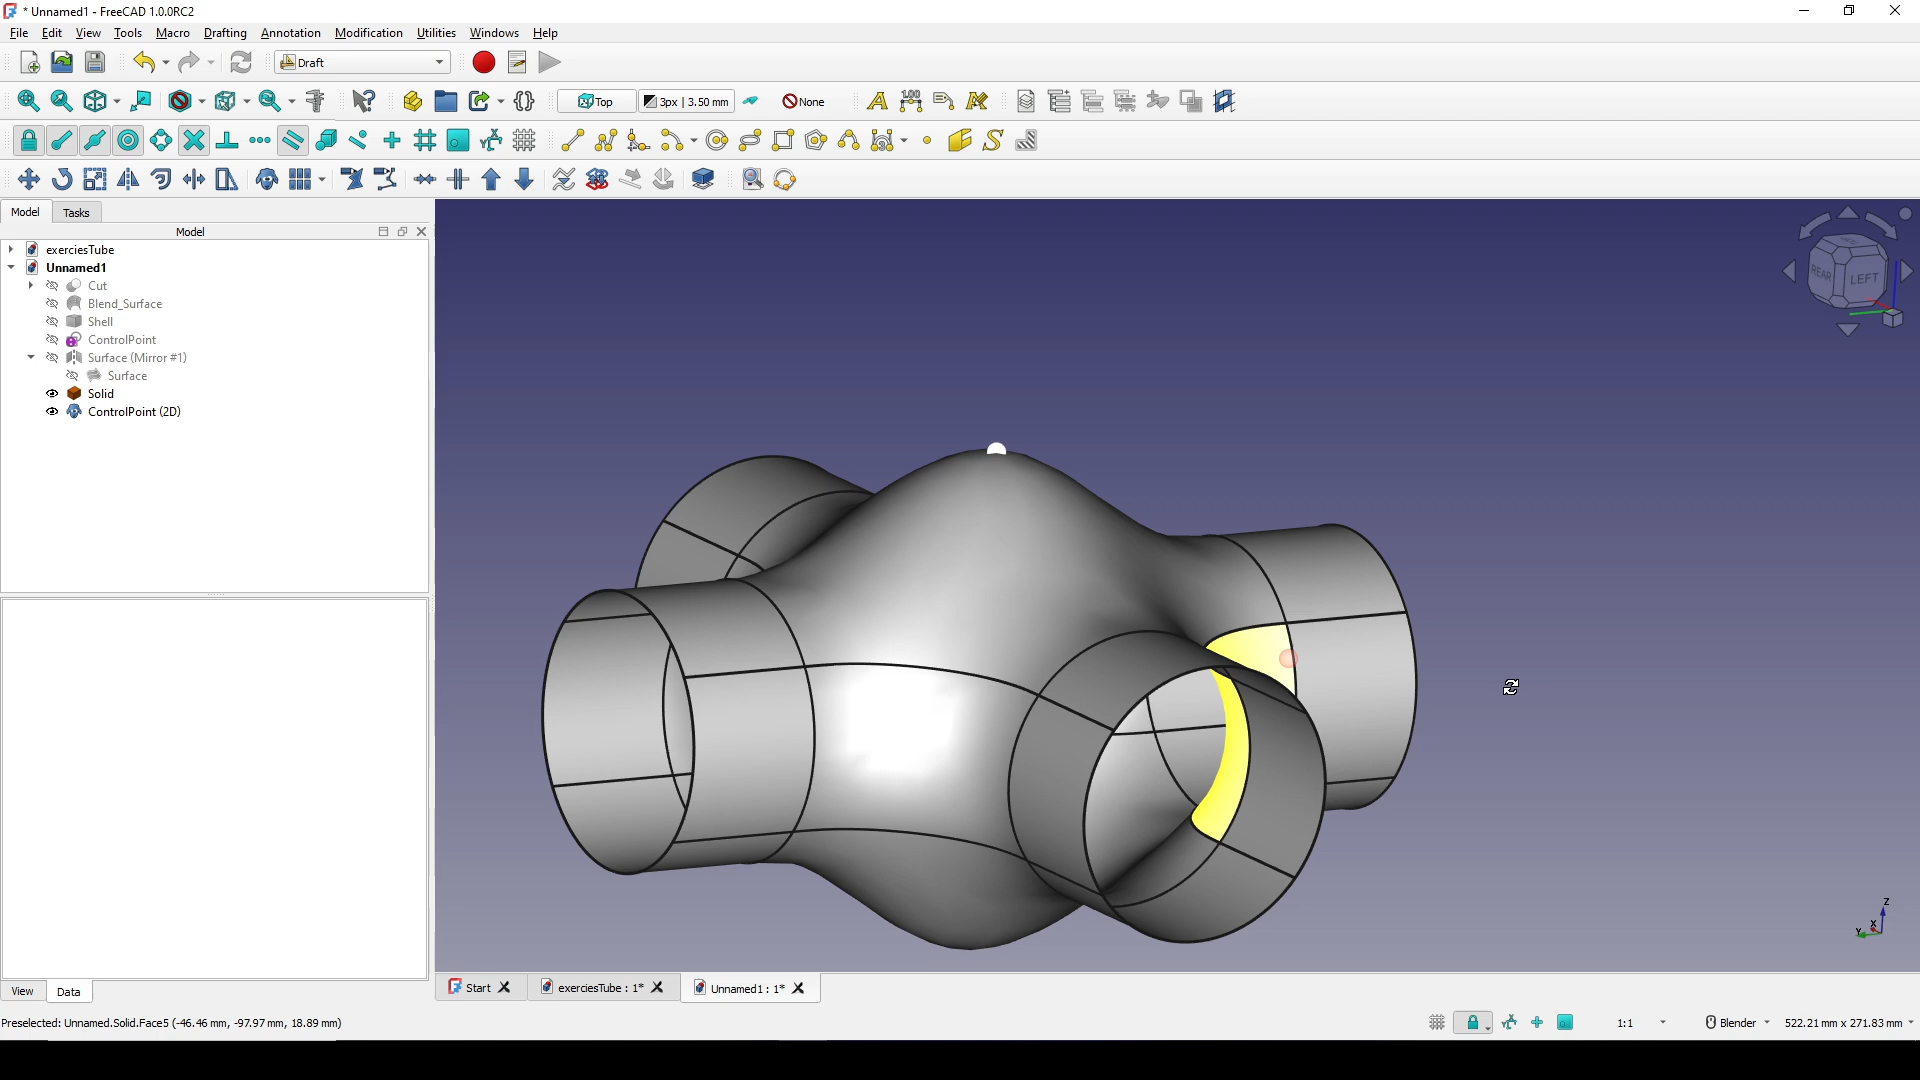 * Unnamed1 - FreeCAD 1.0.0RC2
File Edit View Tools Macro Drafting Annotation Modification Utilities Windows Help
Draft
Top 3px | 3.50 mm None
Model Tasks
Model
exerciesTube
Unnamed1
Cut
Blend_Surface
Shell
ControlPoint
Surface (Mirror #1)
Surface
Solid
ControlPoint (2D)
REAR LEFT
Z
X
Y
View Data
Start exerciesTube : 1* Unnamed1 : 1*
Preselected: Unnamed.Solid.Face5 (-46.46 mm, -97.97 mm, 18.89 mm)
1:1 Blender 522.21 mm x 271.83 mm